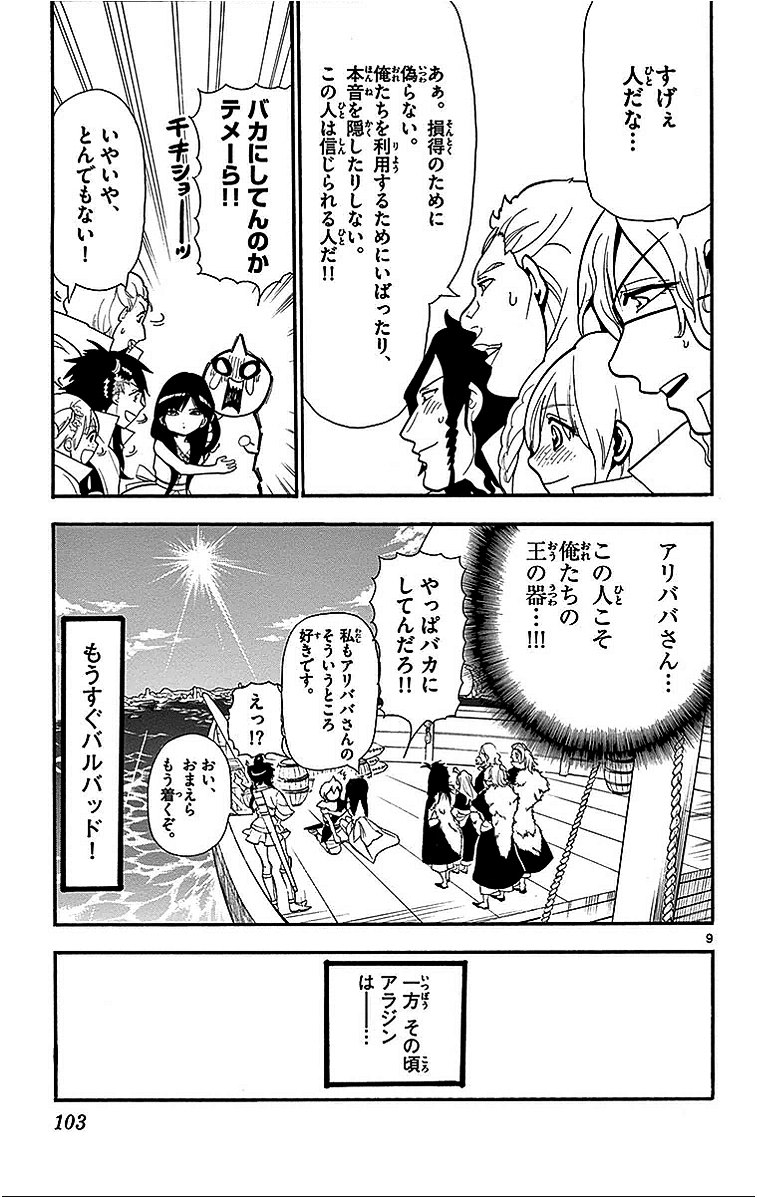 すげぇ
人だな…
あぁ。損得のために
偽らない。
俺たちを利用するためにいばったり、
本音を隠したりしない。
この人は信じられる人だ!!
バカにしてんのか
テメーら!!
チキショーーッ
いやいや、
とんでもない!
アリババさん…
この人こそ
俺たちの
王の器…!!!
やっぱバカに
してんだろ!!
私もアリババさんの
そういうところ
好きです。
えっ!?
おい、
おまえら
もう着くぞ。
もうすぐバルバッド!
9
一方 その頃
アラジン
は──…
103